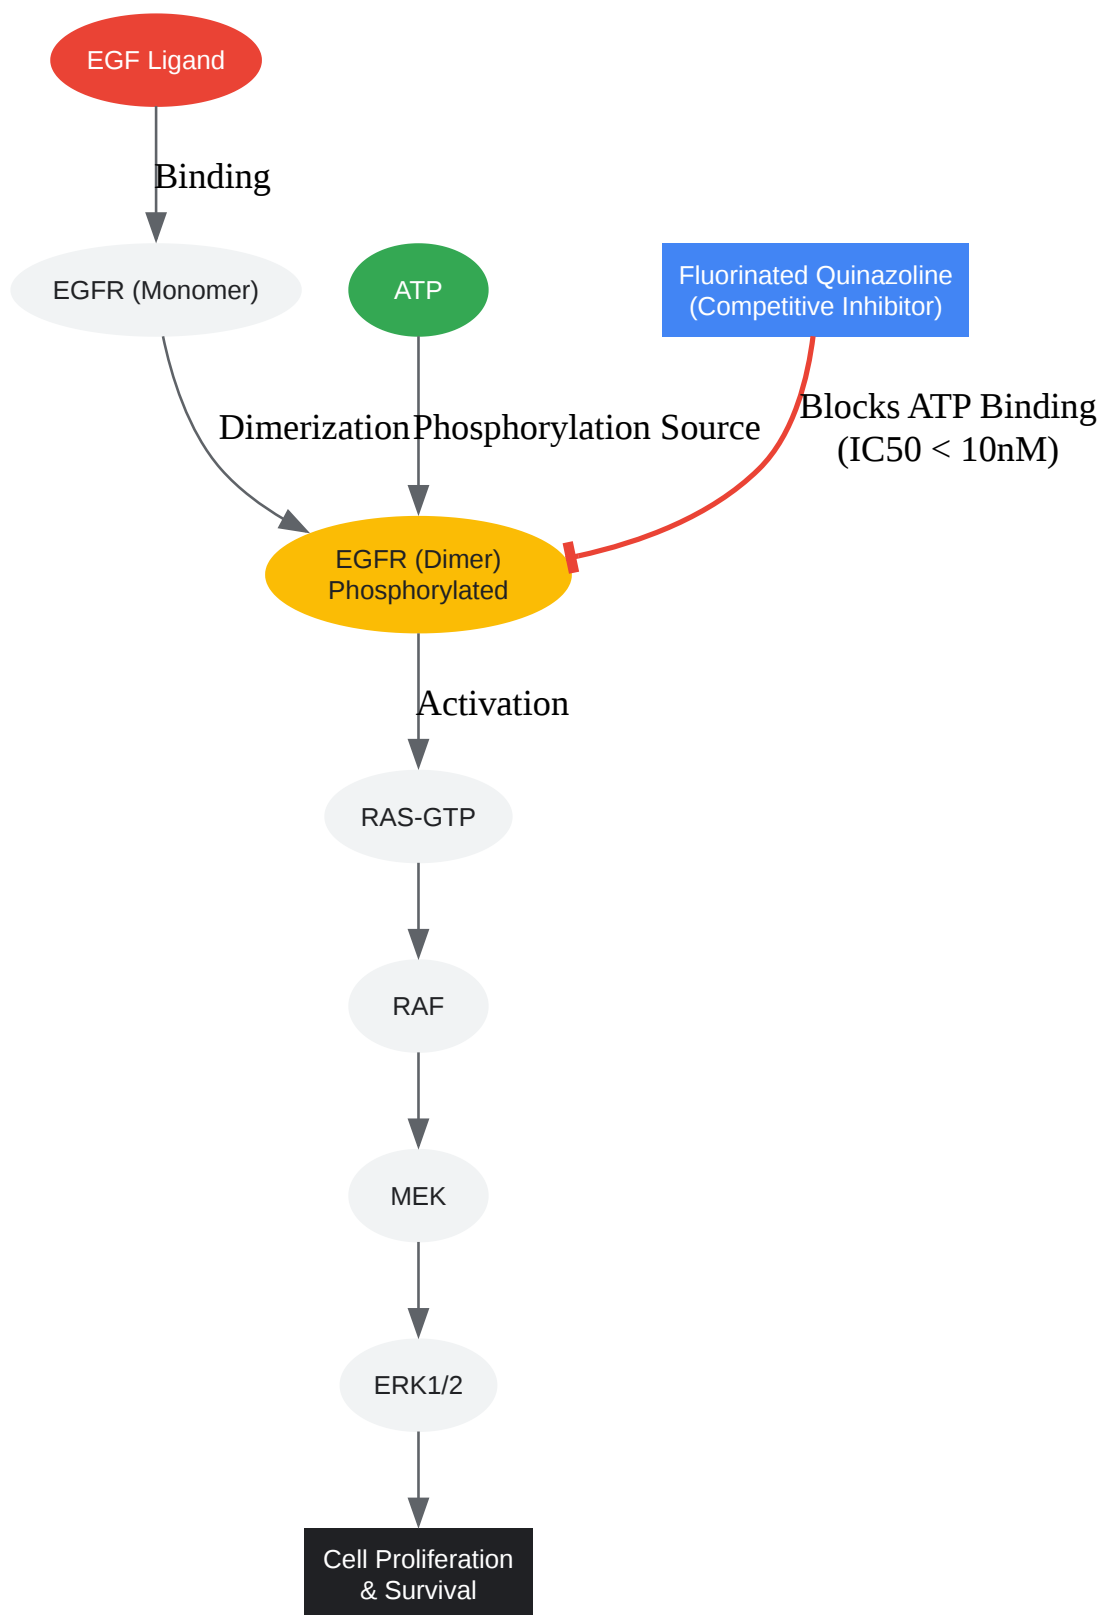 EGF Ligand
Binding
EGFR (Monomer)
ATP
Fluorinated Quinazoline
(Competitive Inhibitor)
Dimerization
Phosphorylation Source
Blocks ATP Binding
(IC50 < 10nM)
EGFR (Dimer)
Phosphorylated
Activation
RAS-GTP
RAF
MEK
ERK1/2
Cell Proliferation
& Survival